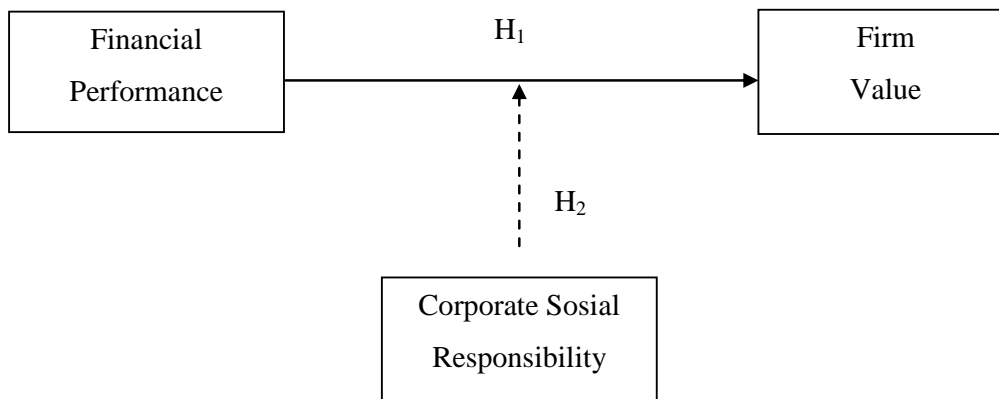 H₁
Financial
Performance
Firm
Value
H₂
Corporate Sosial
Responsibility